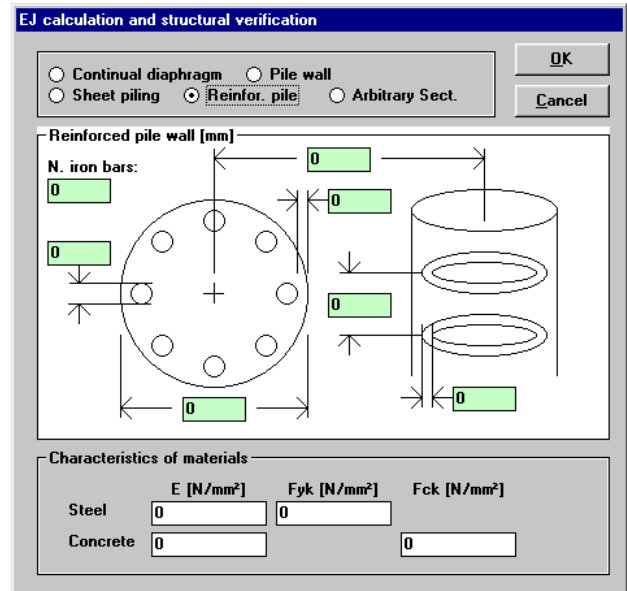 EJ calculation and structural verification
Continual diaphragm Pile wall
Sheet piling Reinfor. pile Arbitrary Sect.
OK
Cancel
Reinforced pile wall [mm]
N. iron bars:
0
0
0
0
0
0
0
Characteristics of materials
E [N/mm²] Fyk [N/mm²] Fck [N/mm²]
Steel 0 0
Concrete 0 0